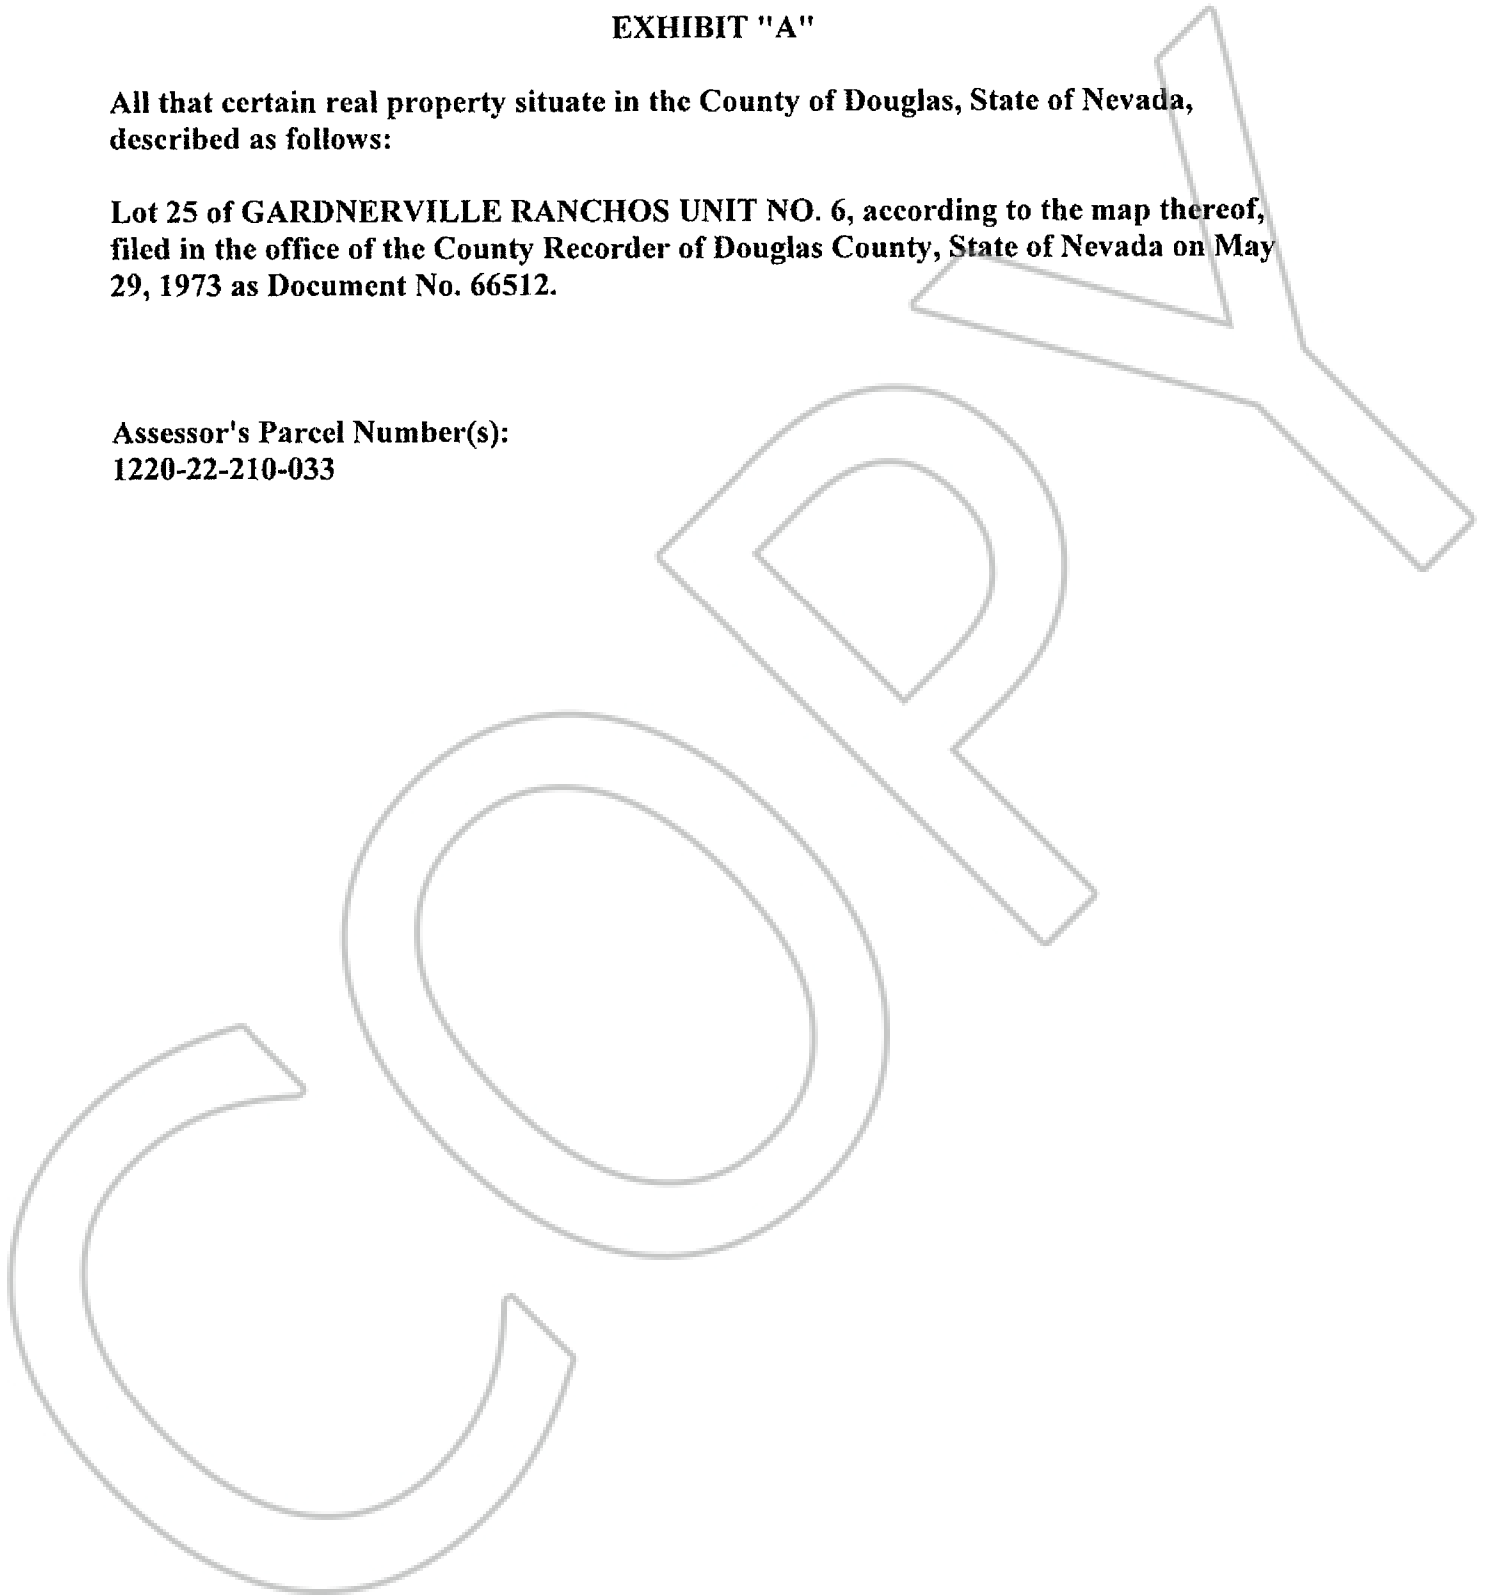 EXHIBIT "A"
All that certain real property situate in the County of Douglas, State of Nevada,
described as follows:
Lot 25 of GARDNERVILLE RANCHOS UNIT NO. 6, according to the map thereof,
filed in the office of the County Recorder of Douglas County, State of Nevada on May
29, 1973 as Document No. 66512.
Assessor's Parcel Number(s):
1220-22-210-033
COPY